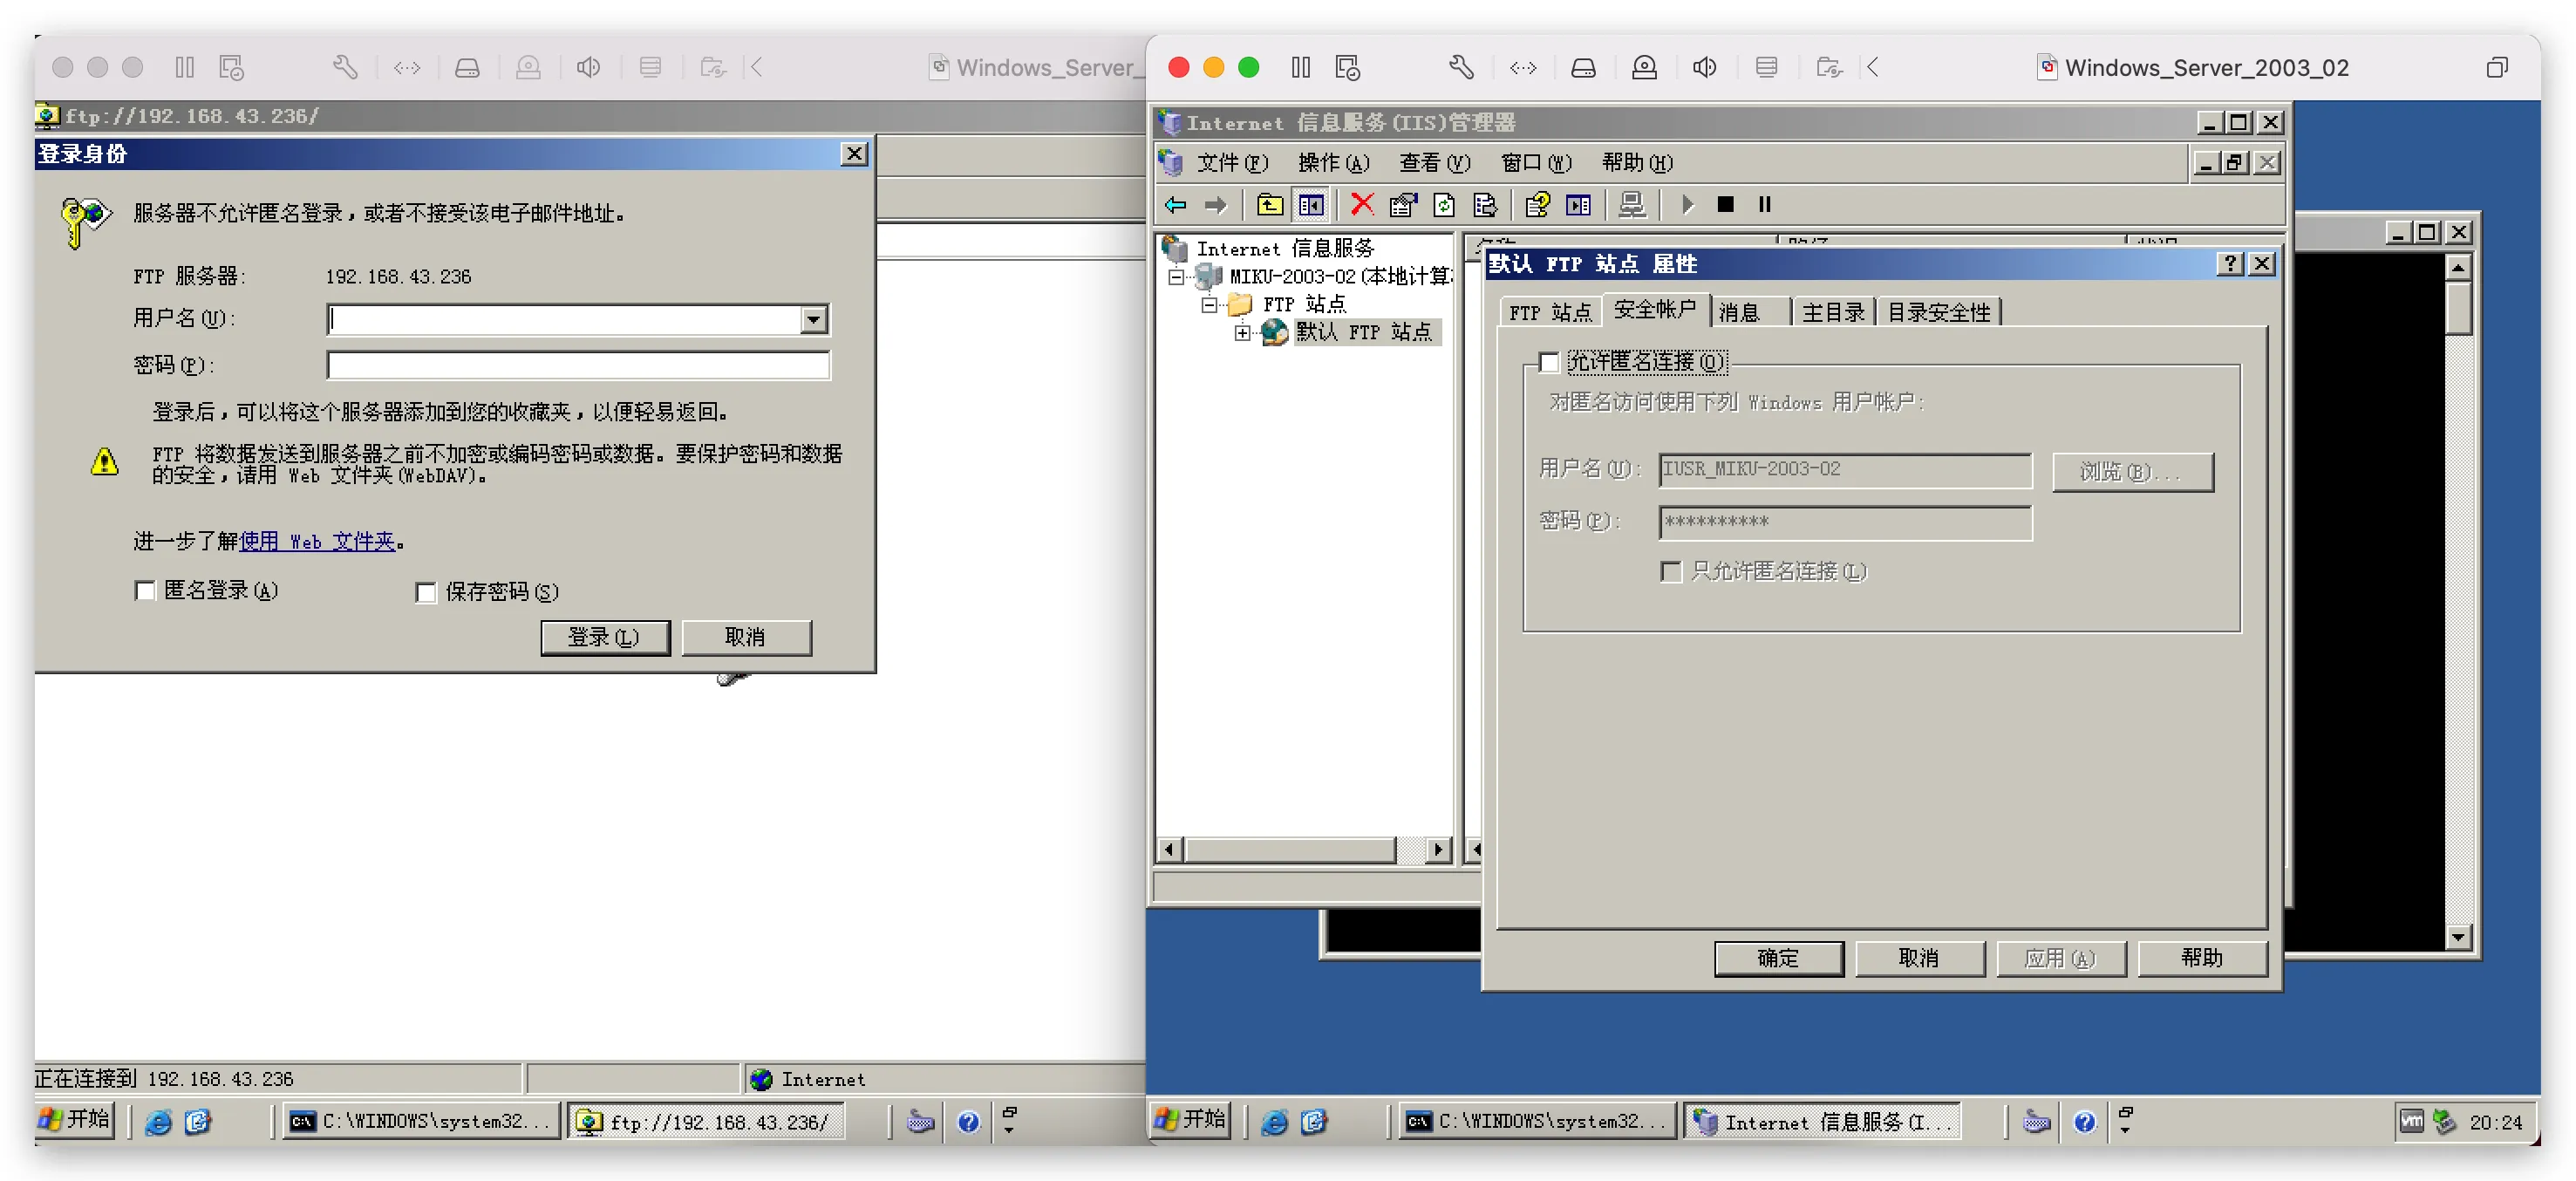 Windows_Server_
ftp://192.168.43.236/
登录身份
服务器不允许匿名登录，或者不接受该电子邮件地址。
FTP 服务器:
192.168.43.236
用户名(U):
密码(P):
登录后，可以将这个服务器添加到您的收藏夹，以便轻易返回。
FTP 将数据发送到服务器之前不加密或编码密码或数据。要保护密码和数据
的安全，请用 Web 文件夹(WebDAV)。
进一步了解使用 Web 文件夹。
匿名登录(A)
保存密码(S)
登录(L)
取消
正在连接到 192.168.43.236
Internet
开始
C:\WINDOWS\system32...
ftp://192.168.43.236/
Windows_Server_2003_02
Internet 信息服务(IIS)管理器
文件(F)
操作(A)
查看(V)
窗口(W)
帮助(H)
Internet 信息服务
MIKU-2003-02(本地计算
FTP 站点
默认 FTP 站点
默认 FTP 站点 属性
FTP 站点
安全帐户
消息
主目录
目录安全性
允许匿名连接(O)
对匿名访问使用下列 Windows 用户帐户:
用户名(U):
IUSR_MIKU-2003-02
浏览(B)...
密码(P):
**********
只允许匿名连接(L)
确定
取消
应用(A)
帮助
开始
C:\WINDOWS\system32...
Internet 信息服务(I...
vm
20:24